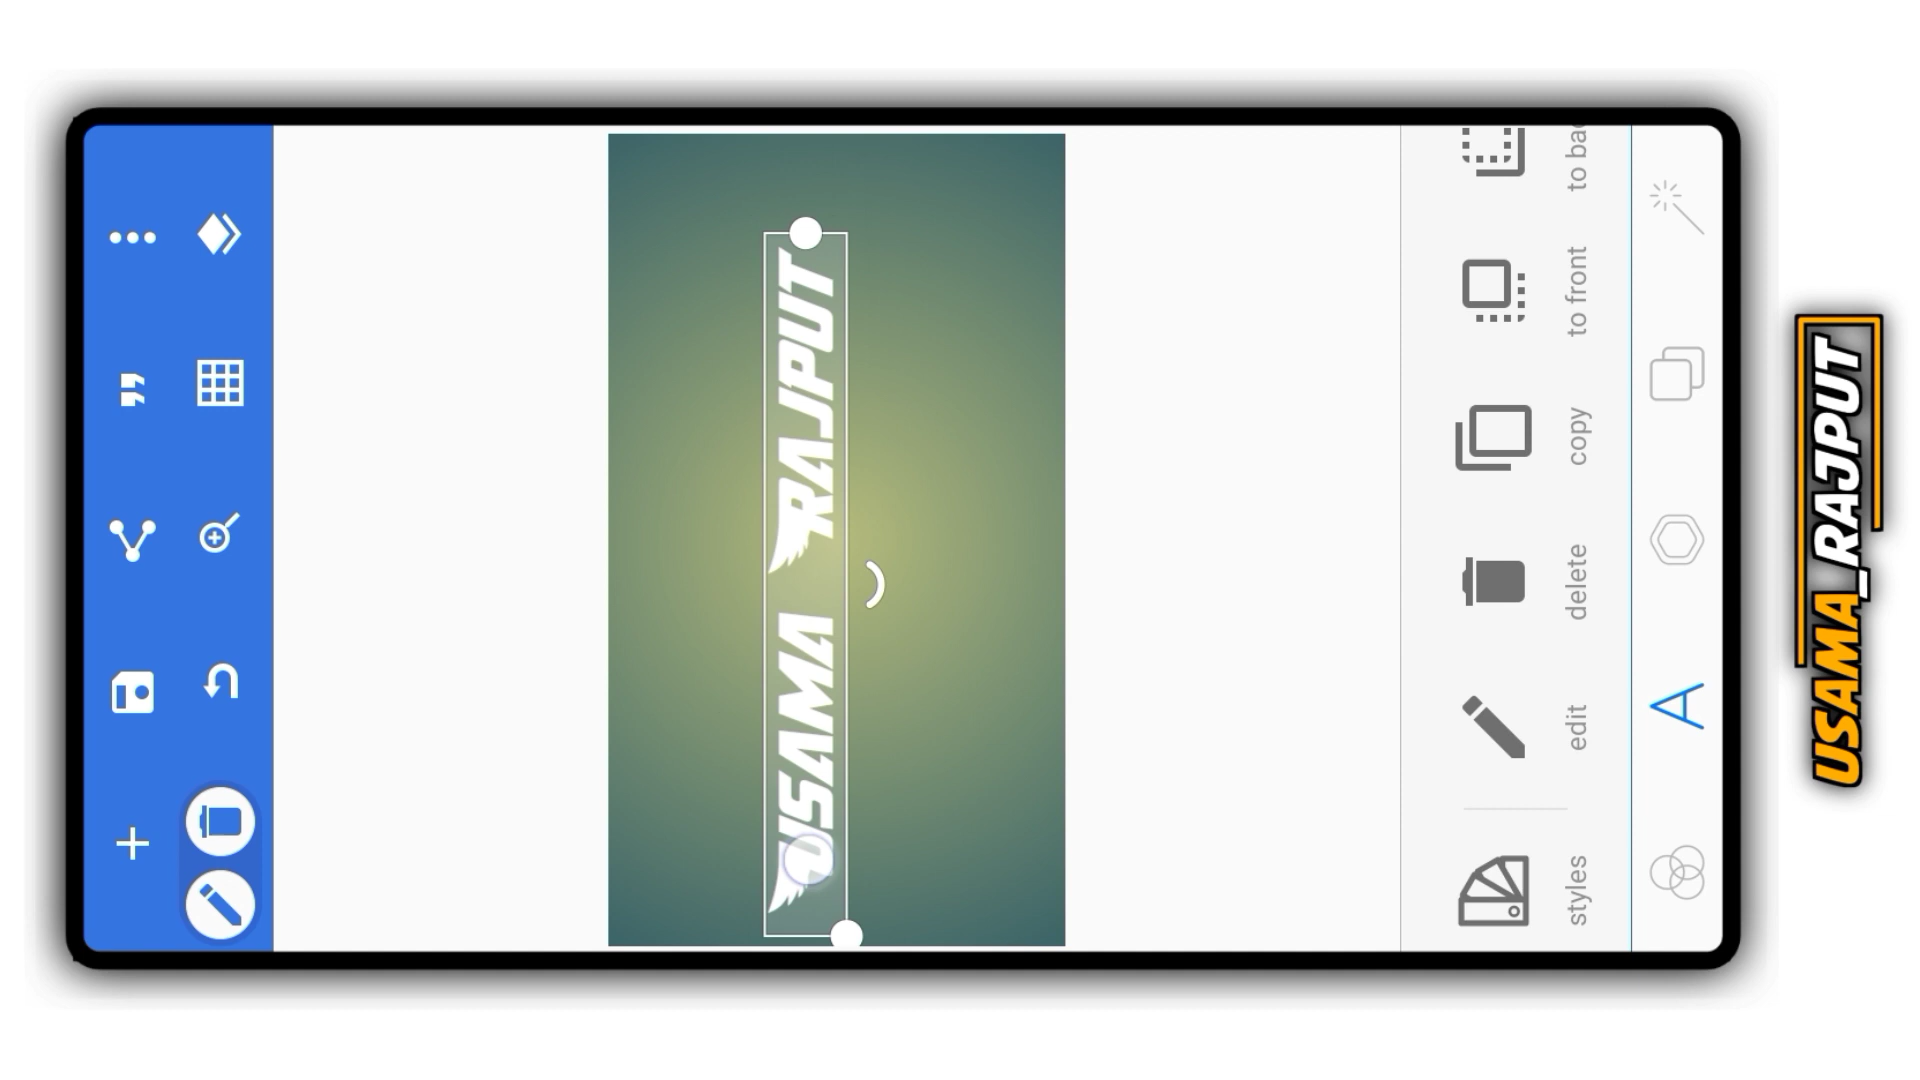 USAMA RAJPUT
styles
edit
delete
copy
to front
to bac
USAMA_RAJPUT